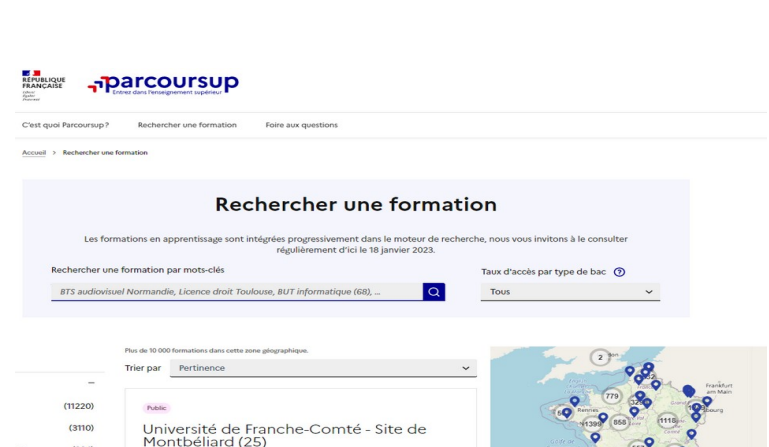 RÉPUBLIQUE
FRANÇAISE
parcoursup
Entrez dans l'enseignement supérieur
C'est quoi Parcoursup? Rechercher une formation Foire aux questions
Accueil > Rechercher une formation
Rechercher une formation
Les formations en apprentissage sont intégrées progressivement dans le moteur de recherche, nous vous invitons à le consulter
régulièrement d'ici le 18 janvier 2023.
Rechercher une formation par mots-clés
Taux d'accès par type de bac ?
BTS audiovisuel Normandie, Licence droit Toulouse, BUT informatique (68), ...
Tous
Plus de 10 000 formations dans cette zone géographique.
Trier par Pertinence
(11220)
(3110)
Public
Université de Franche-Comté - Site de
Montbéliard (25)
2
779
Rennes
858
1118
Frankfurt
am Main